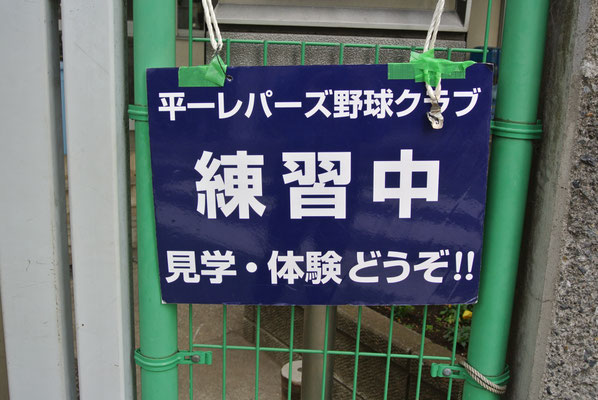 平一レパーズ野球クラブ
練習中
見学・体験どうぞ!!